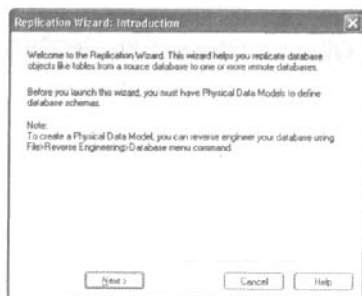 Replication Wizard: Introduction
Welcome to the Replication Wizard. This wizard helps you replicate database
objects like tables from a source database to one or more remote databases.
Before you launch this wizard, you must have Physical Data Models to define
database schemas.
Note:
To create a Physical Data Model, you can reverse engineer your database using
File>Reverse Engineering>Database menu command.
Next >
Cancel
Help